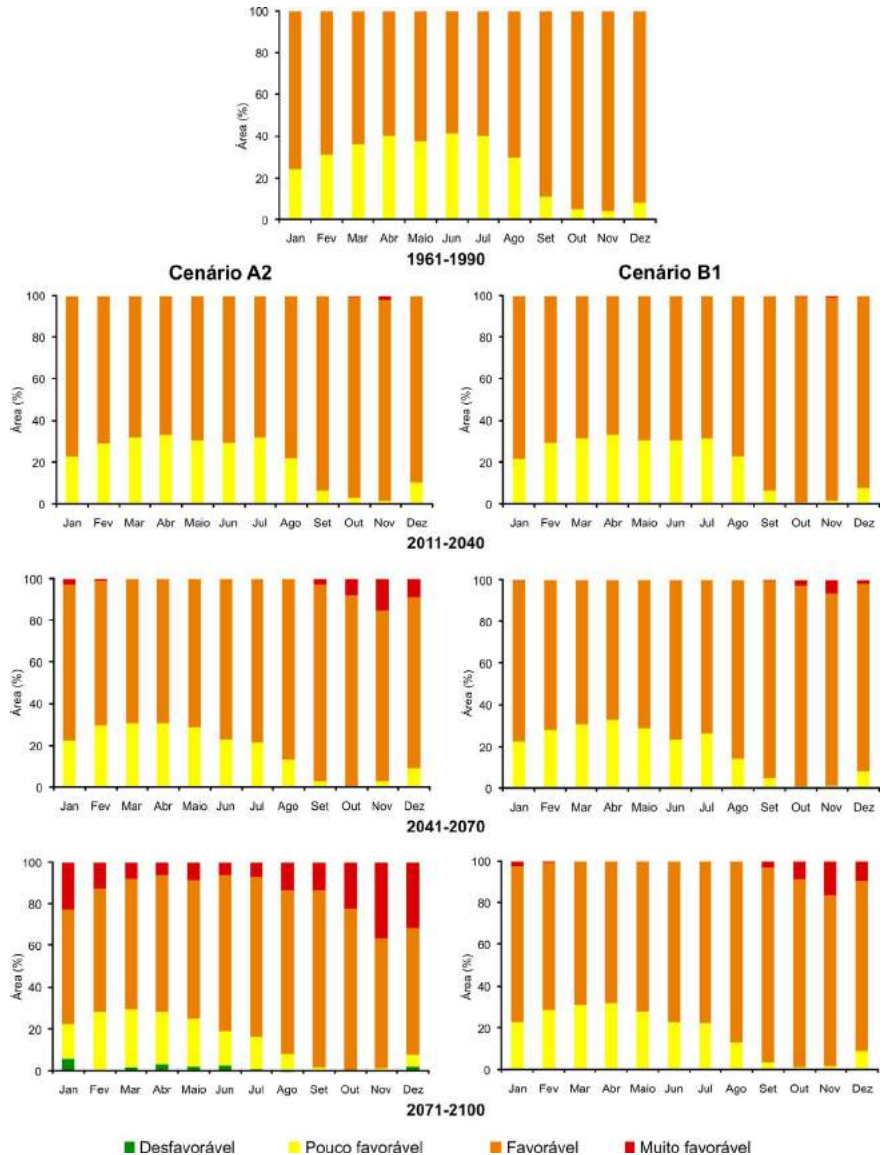 100
80
60
40
20
0
Área (%)
Jan Fev Mar Abr Maio Jun Jul Ago Set Out Nov Dez
1961-1990
Cenário A2 Cenário B1
100
80
60
40
20
0
Área (%)
Jan Fev Mar Abr Maio Jun Jul Ago Set Out Nov Dez
100
80
60
40
20
0
Área (%)
Jan Fev Mar Abr Maio Jun Jul Ago Set Out Nov Dez
2011-2040
100
80
60
40
20
0
Área (%)
Jan Fev Mar Abr Maio Jun Jul Ago Set Out Nov Dez
100
80
60
40
20
0
Área (%)
Jan Fev Mar Abr Maio Jun Jul Ago Set Out Nov Dez
2041-2070
100
80
60
40
20
0
Área (%)
Jan Fev Mar Abr Maio Jun Jul Ago Set Out Nov Dez
100
80
60
40
20
0
Área (%)
Jan Fev Mar Abr Maio Jun Jul Ago Set Out Nov Dez
2071-2100
Desfavorável Pouco favorável Favorável Muito favorável